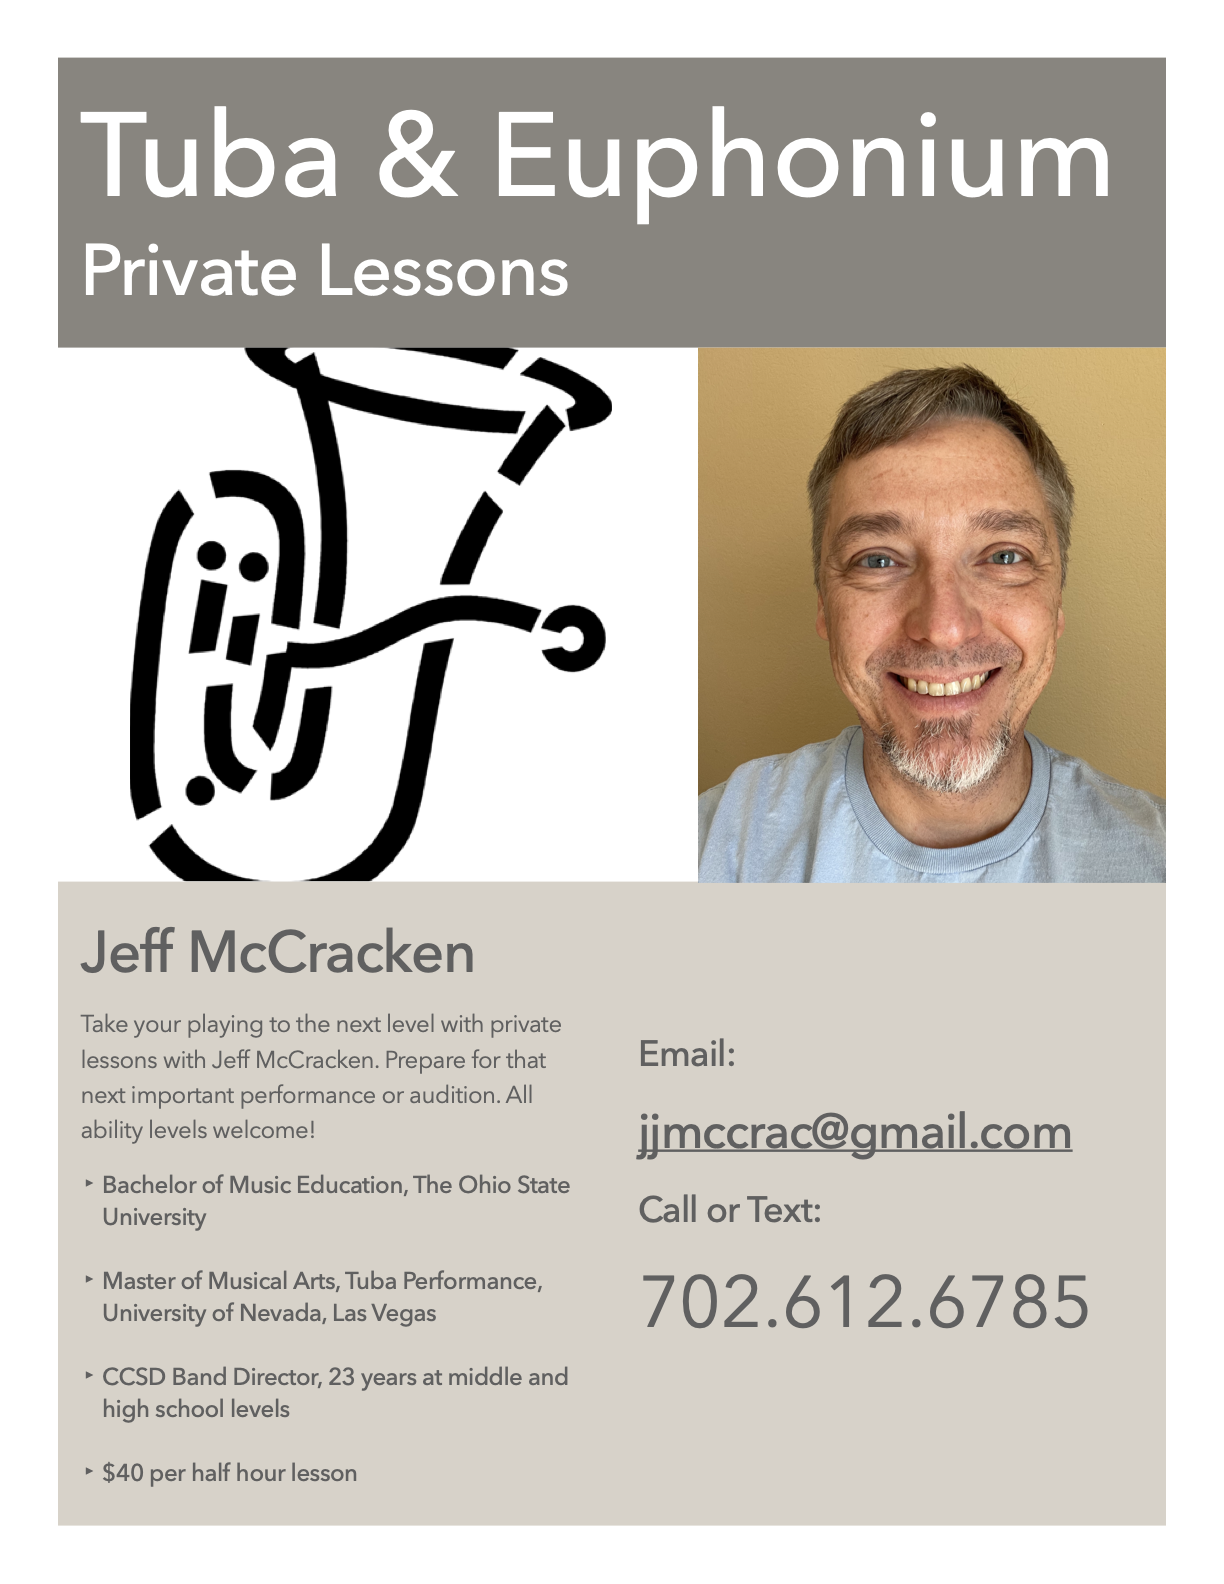 Tuba & Euphonium
Private Lessons
Jeff McCracken
Take your playing to the next level with private
lessons with Jeff McCracken. Prepare for that
next important performance or audition. All
ability levels welcome!
‣ Bachelor of Music Education, The Ohio State
University
‣ Master of Musical Arts, Tuba Performance,
University of Nevada, Las Vegas
‣ CCSD Band Director, 23 years at middle and
high school levels
‣ $40 per half hour lesson
Email:
jjmccrac@gmail.com
Call or Text:
702.612.6785